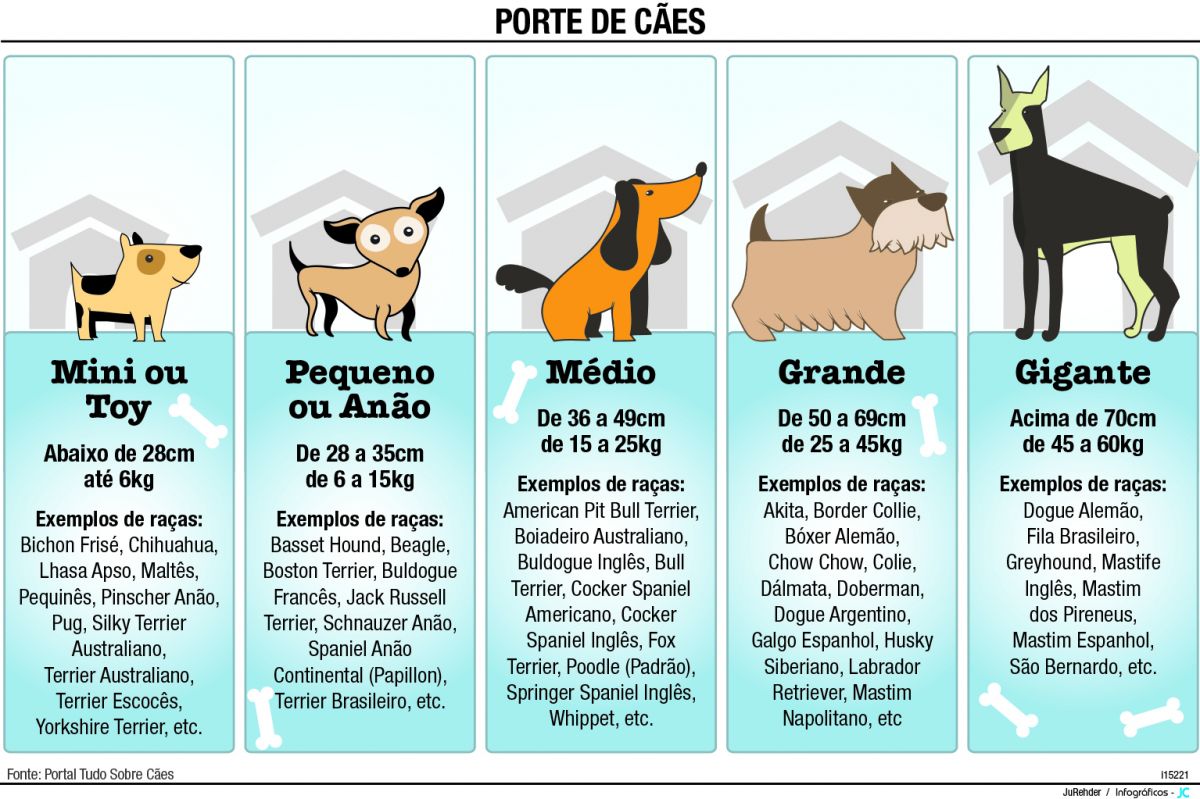 PORTE DE CÃES
Mini ou
Toy
Abaixo de 28cm
até 6kg
Exemplos de raças:
Bichon Frisé, Chihuahua,
Lhasa Apso, Maltês,
Pequinês, Pinscher Anão,
Pug, Silky Terrier
Australiano,
Terrier Australiano,
Terrier Escocês,
Yorkshire Terrier, etc.
Pequeno
ou Anão
De 28 a 35cm
de 6 a 15kg
Exemplos de raças:
Basset Hound, Beagle,
Boston Terrier, Buldogue
Francês, Jack Russell
Terrier, Schnauzer Anão,
Spaniel Anão
Continental (Papillon),
Terrier Brasileiro, etc.
Médio
De 36 a 49cm
de 15 a 25kg
Exemplos de raças:
American Pit Bull Terrier,
Boiadeiro Australiano,
Buldogue Inglês, Bull
Terrier, Cocker Spaniel
Americano, Cocker
Spaniel Inglês, Fox
Terrier, Poodle (Padrão),
Springer Spaniel Inglês,
Whippet, etc.
Grande
De 50 a 69cm
de 25 a 45kg
Exemplos de raças:
Akita, Border Collie,
Bóxer Alemão,
Chow Chow, Colie,
Dálmata, Doberman,
Dogue Argentino,
Galgo Espanhol, Husky
Siberiano, Labrador
Retriever, Mastim
Napolitano, etc
Gigante
Acima de 70cm
de 45 a 60kg
Exemplos de raças:
Dogue Alemão,
Fila Brasileiro,
Greyhound, Mastife
Inglês, Mastim
dos Pireneus,
Mastim Espanhol,
São Bernardo, etc.
Fonte: Portal Tudo Sobre Cães
I15221
JuRehder / Infográficos - JC